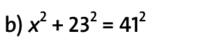 b) x² + 23² = 41²